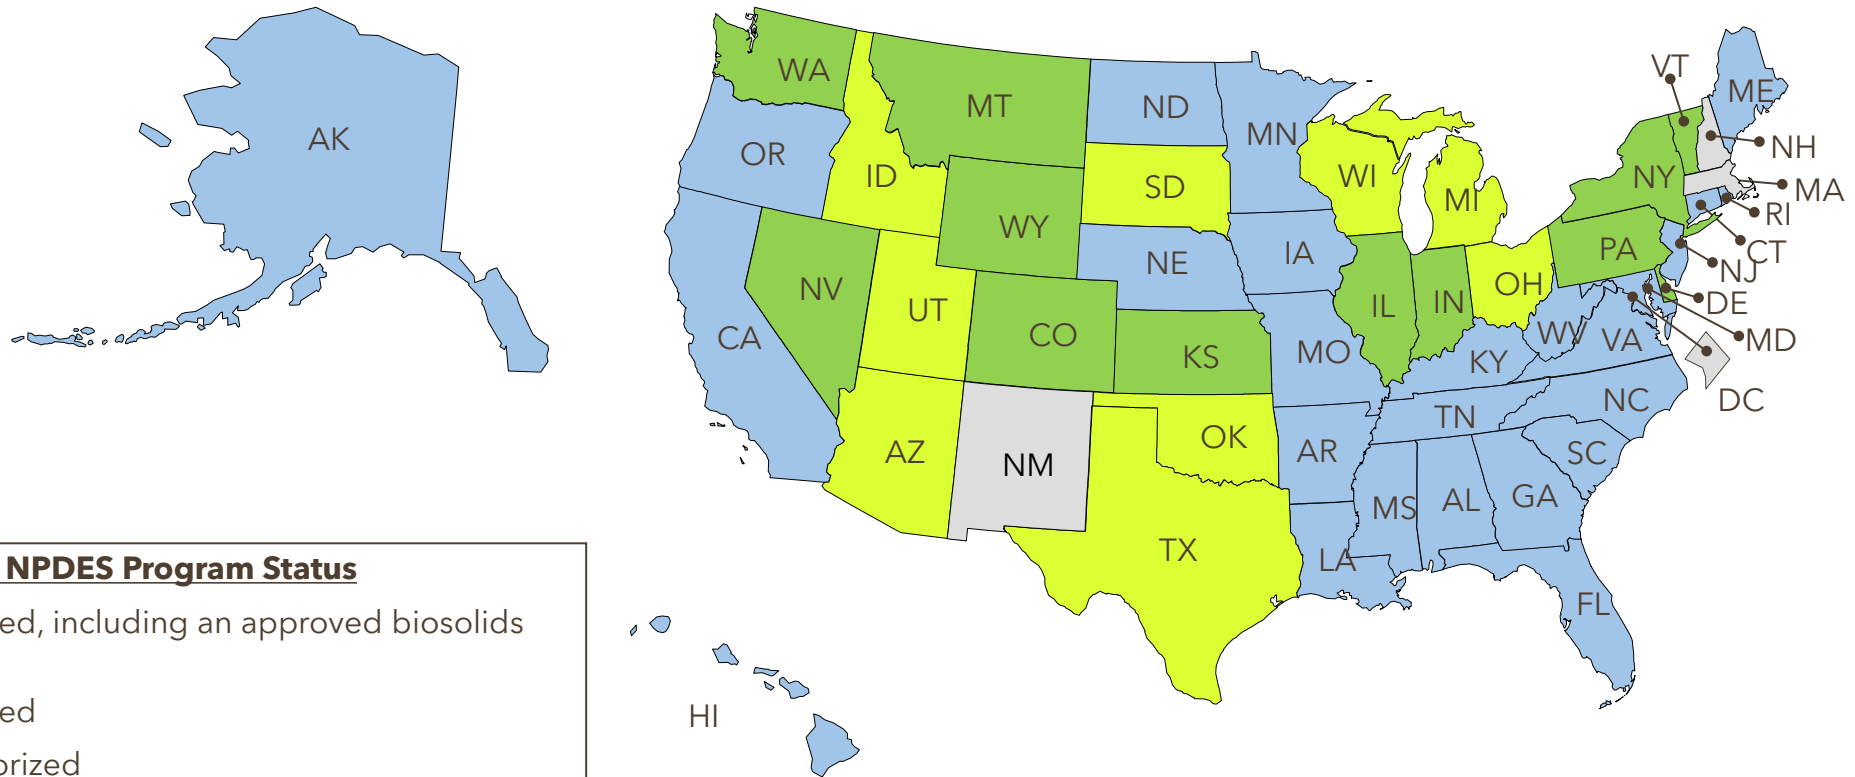 AK
WA
MT
ND
MN
VT
ME
OR
ID
SD
WI
MI
NY
NH
MA
RI
CT
WY
NE
IA
PA
NJ
DE
MD
DC
NV
UT
CO
KS
IL
IN
OH
WV
VA
CA
MO
KY
AZ
NM
OK
AR
TN
NC
SC
TX
LA
MS
AL
GA
FL
HI
NPDES Program Status
ed, including an approved biosolids
ed
orized